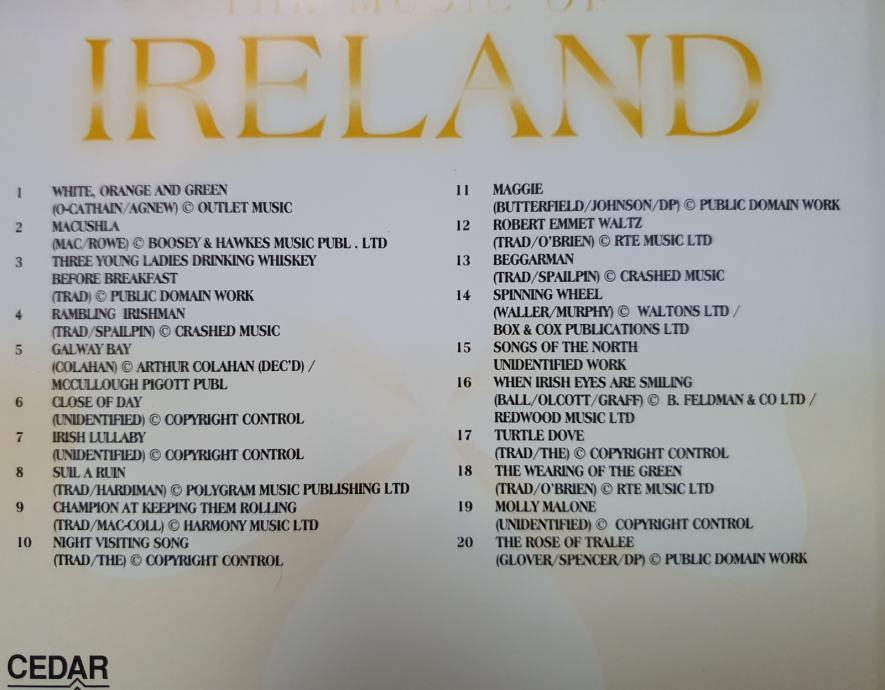 THE MUSIC OF
IRELAND
1 WHITE, ORANGE AND GREEN
(O-CATHAIN/AGNEW) © OUTLET MUSIC
2 MACUSHLA
(MAC/ROWE) © BOOSEY & HAWKES MUSIC PUBL . LTD
3 THREE YOUNG LADIES DRINKING WHISKEY
BEFORE BREAKFAST
(TRAD) © PUBLIC DOMAIN WORK
4 RAMBLING IRISHMAN
(TRAD/SPAILPIN) © CRASHED MUSIC
5 GALWAY BAY
(COLAHAN) © ARTHUR COLAHAN (DEC'D) /
MCCULLOUGH PIGOTT PUBL
6 CLOSE OF DAY
(UNIDENTIFIED) © COPYRIGHT CONTROL
7 IRISH LULLABY
(UNIDENTIFIED) © COPYRIGHT CONTROL
8 SUIL A RUIN
(TRAD/HARDIMAN) © POLYGRAM MUSIC PUBLISHING LTD
9 CHAMPION AT KEEPING THEM ROLLING
(TRAD/MAC-COLL) © HARMONY MUSIC LTD
10 NIGHT VISITING SONG
(TRAD/THE) © COPYRIGHT CONTROL
11 MAGGIE
(BUTTERFIELD/JOHNSON/DP) © PUBLIC DOMAIN WORK
12 ROBERT EMMET WALTZ
(TRAD/O'BRIEN) © RTE MUSIC LTD
13 BEGGARMAN
(TRAD/SPAILPIN) © CRASHED MUSIC
14 SPINNING WHEEL
(WALLER/MURPHY) © WALTONS LTD /
BOX & COX PUBLICATIONS LTD
15 SONGS OF THE NORTH
UNIDENTIFIED WORK
16 WHEN IRISH EYES ARE SMILING
(BALL/OLCOTT/GRAFF) © B. FELDMAN & CO LTD /
REDWOOD MUSIC LTD
17 TURTLE DOVE
(TRAD/THE) © COPYRIGHT CONTROL
18 THE WEARING OF THE GREEN
(TRAD/O'BRIEN) © RTE MUSIC LTD
19 MOLLY MALONE
(UNIDENTIFIED) © COPYRIGHT CONTROL
20 THE ROSE OF TRALEE
(GLOVER/SPENCER/DP) © PUBLIC DOMAIN WORK
CEDAR